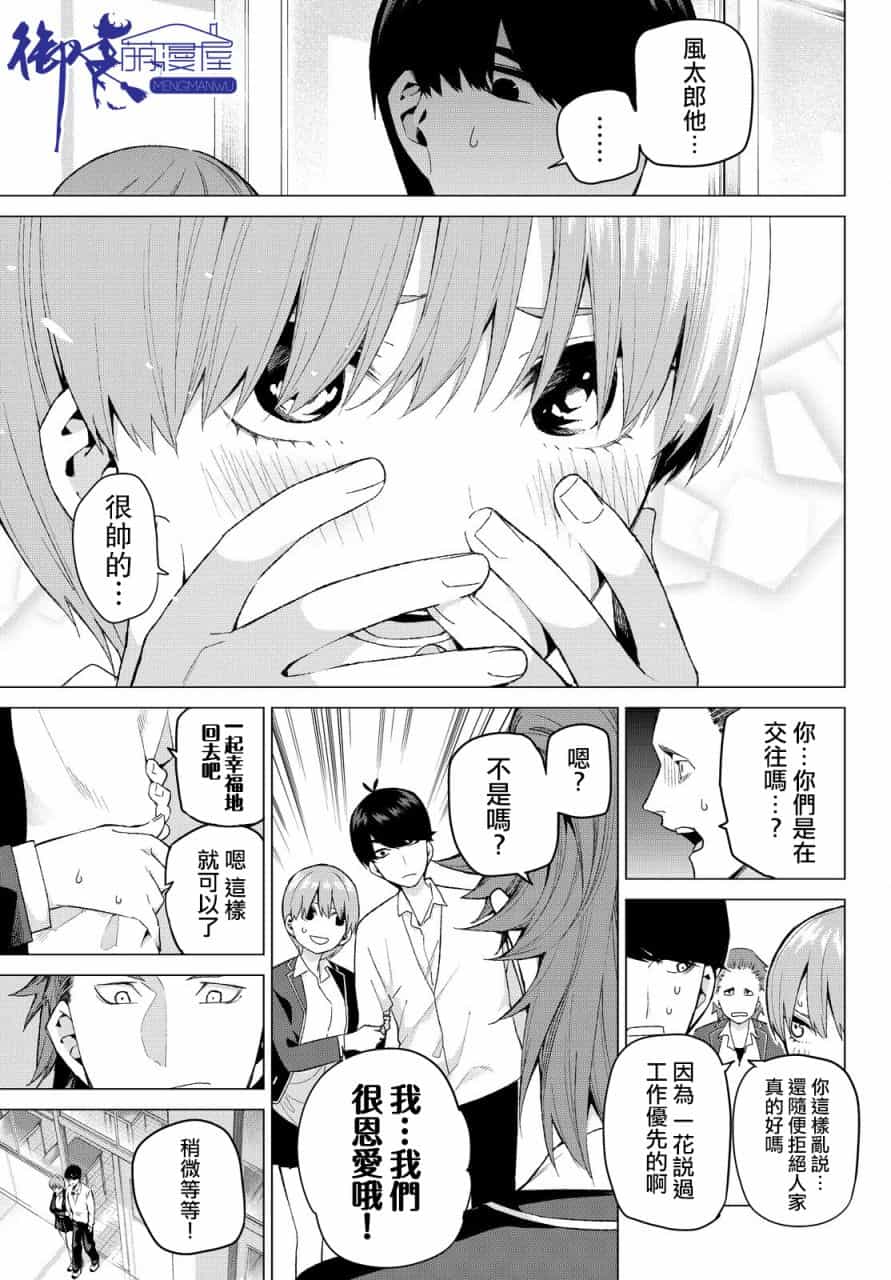 御書萌漫屋
MENGMANWU
風太郎他…
……
很帥的…
你…你們是在
交往嗎…？
嗯？
不是嗎？
一起幸福地
回去吧
嗯 這樣
就可以了
你這樣亂說…
還隨便拒絕人家
真的好嗎
因為 一花說過
工作優先的啊
我…我們
很恩愛哦！
稍微等等！